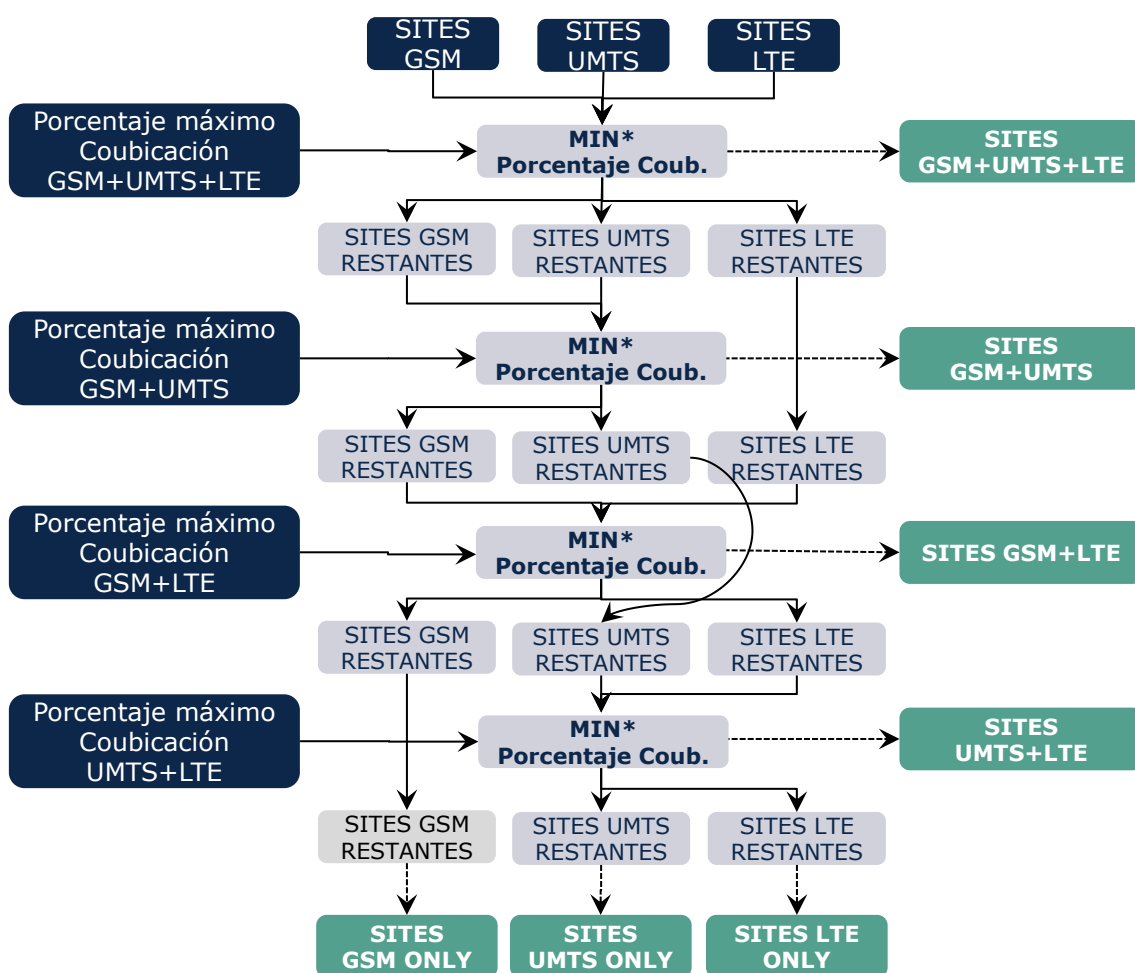 SITES
GSM
SITES
UMTS
SITES
LTE
Porcentaje máximo
Coubicación
GSM+UMTS+LTE
MIN*
Porcentaje Coub.
SITES
GSM+UMTS+LTE
SITES GSM
RESTANTES
SITES UMTS
RESTANTES
SITES LTE
RESTANTES
Porcentaje máximo
Coubicación
GSM+UMTS
MIN*
Porcentaje Coub.
SITES
GSM+UMTS
SITES GSM
RESTANTES
SITES UMTS
RESTANTES
SITES LTE
RESTANTES
Porcentaje máximo
Coubicación
GSM+LTE
MIN*
Porcentaje Coub.
SITES GSM+LTE
SITES GSM
RESTANTES
SITES UMTS
RESTANTES
SITES LTE
RESTANTES
Porcentaje máximo
Coubicación
UMTS+LTE
MIN*
Porcentaje Coub.
SITES
UMTS+LTE
SITES GSM
RESTANTES
SITES UMTS
RESTANTES
SITES LTE
RESTANTES
SITES
GSM ONLY
SITES
UMTS ONLY
SITES LTE
ONLY